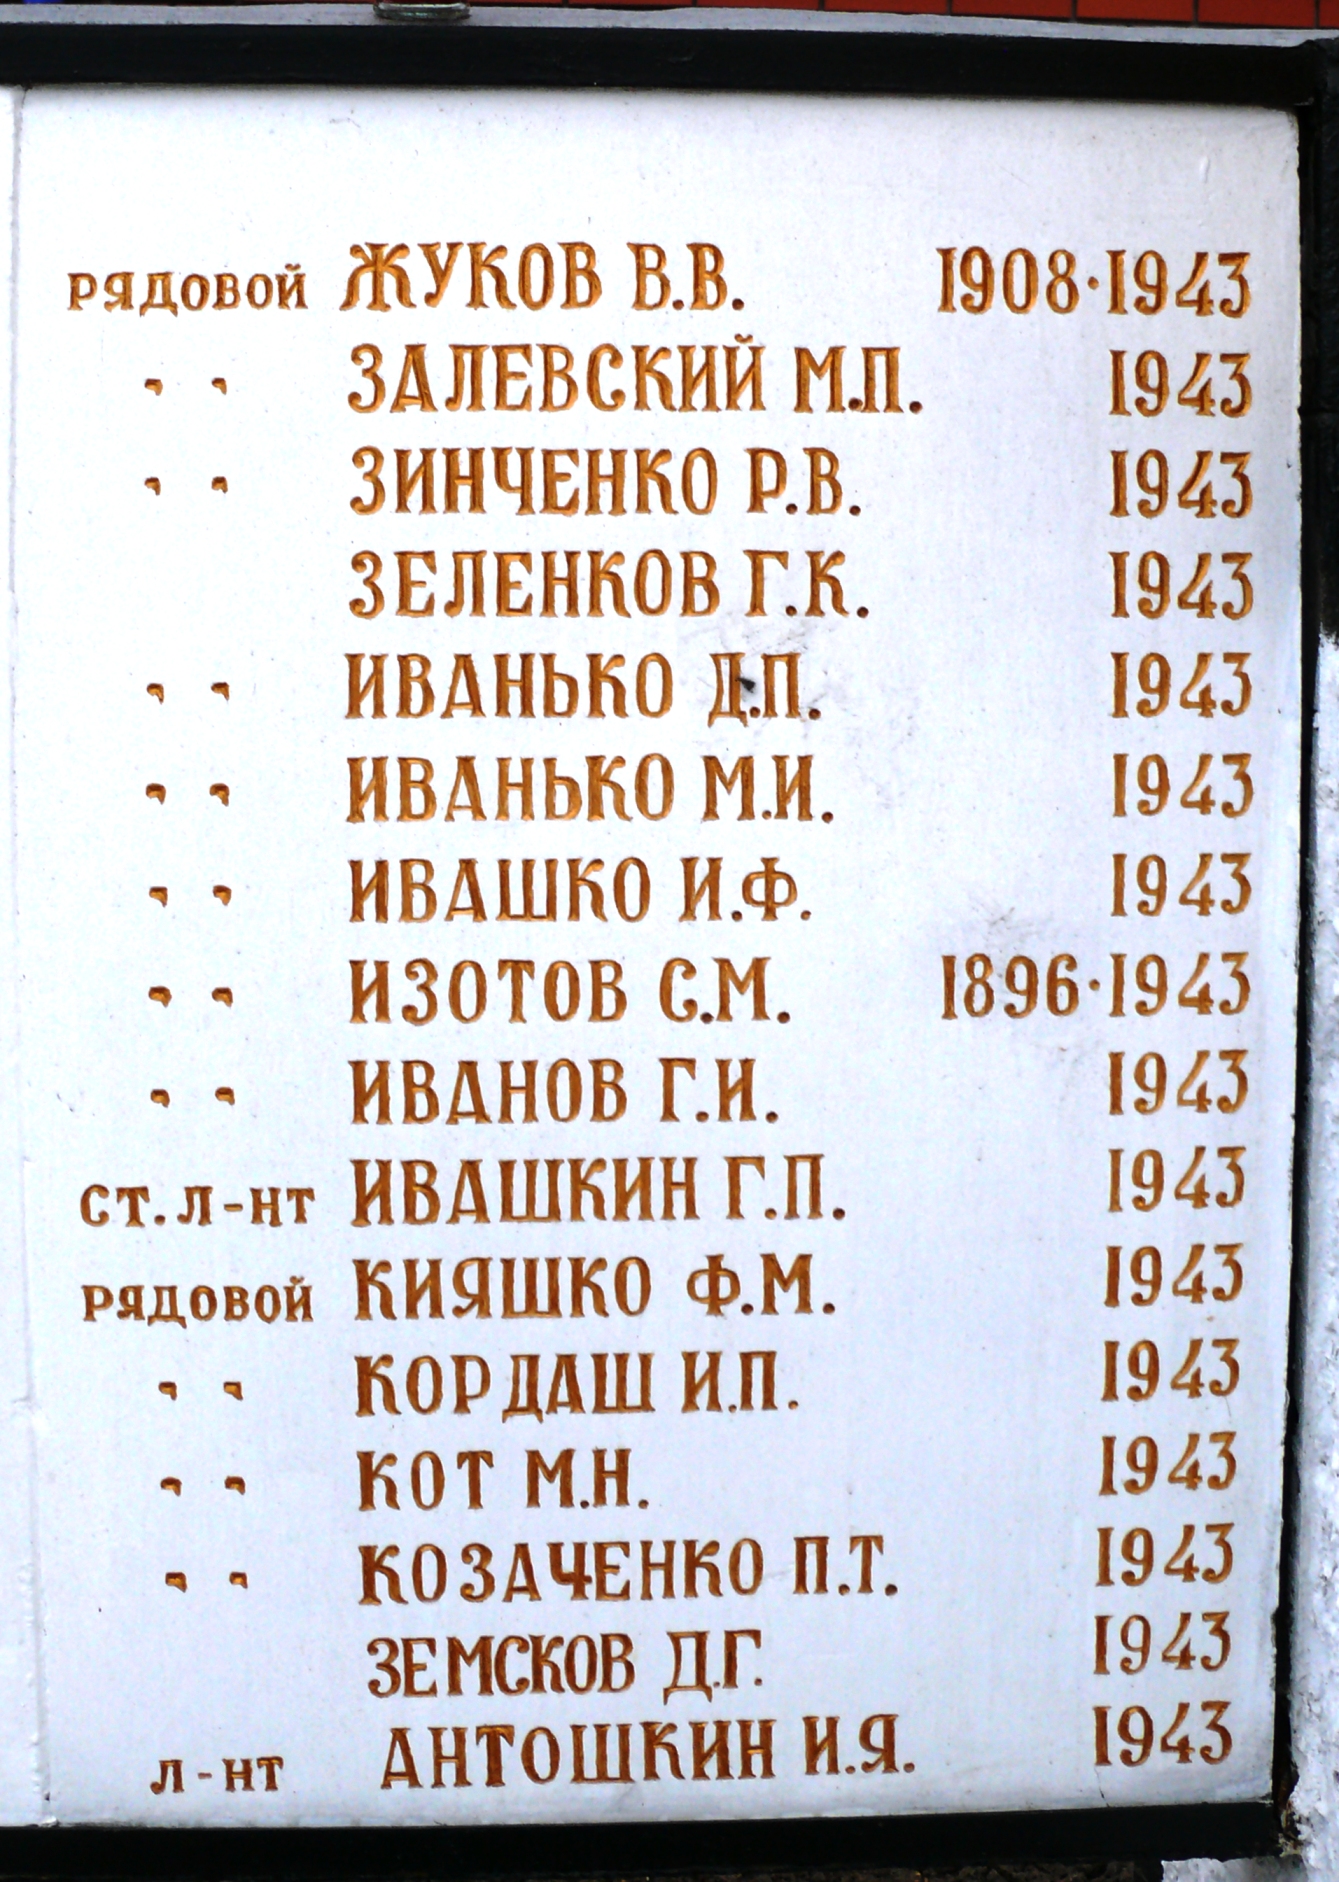 РЯДОВОЙ ЖУКОВ В.В. 1908·1943
" " ЗАЛЕВСКИЙ М.П. 1943
" " ЗИНЧЕНКО Р.В. 1943
ЗЕЛЕНКОВ Г.К. 1943
" " ИВАНЬКО Д.П. 1943
" " ИВАНЬКО М.И. 1943
" " ИВАШКО И.Ф. 1943
" " ИЗОТОВ С.М. 1896·1943
" " ИВАНОВ Г.И. 1943
СТ. Л-НТ ИВАШКИН Г.П. 1943
РЯДОВОЙ КИЯШКО Ф.М. 1943
" " КОРДАШ И.П. 1943
" " КОТ М.Н. 1943
" " КОЗАЧЕНКО П.Т. 1943
ЗЕМСКОВ Д.Г. 1943
Л-НТ АНТОШКИН И.Я. 1943